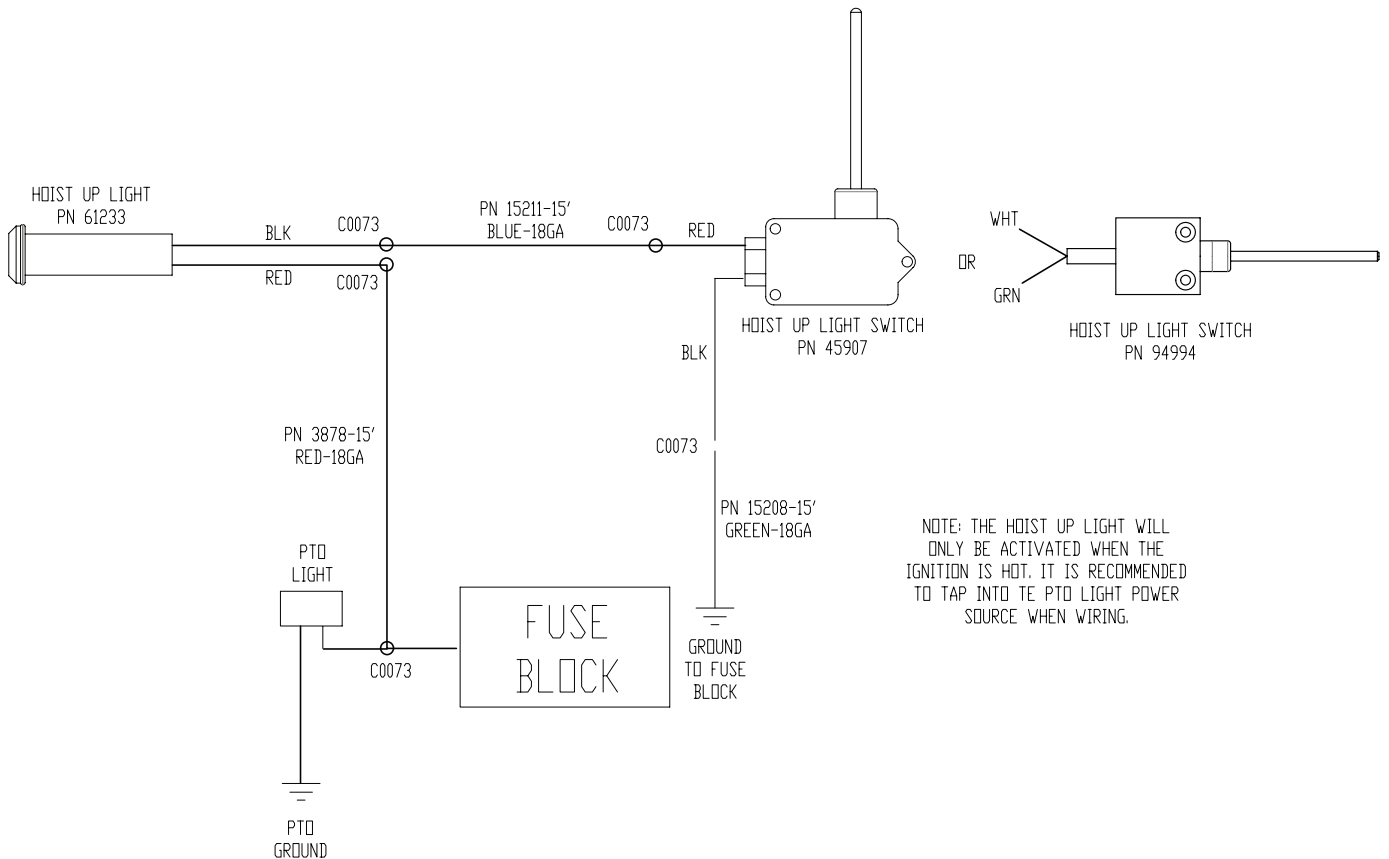 HOIST UP LIGHT
PN 61233
BLK
RED
C0073
C0073
PN 15211-15'
BLUE-18GA
C0073
RED
BLK
HOIST UP LIGHT SWITCH
PN 45907
OR
WHT
GRN
HOIST UP LIGHT SWITCH
PN 94994
PN 3878-15'
RED-18GA
C0073
PN 15208-15'
GREEN-18GA
GROUND
TO FUSE
BLOCK
PTO
LIGHT
C0073
FUSE
BLOCK
PTO
GROUND
NOTE: THE HOIST UP LIGHT WILL
ONLY BE ACTIVATED WHEN THE
IGNITION IS HOT. IT IS RECOMMENDED
TO TAP INTO TE PTO LIGHT POWER
SOURCE WHEN WIRING.